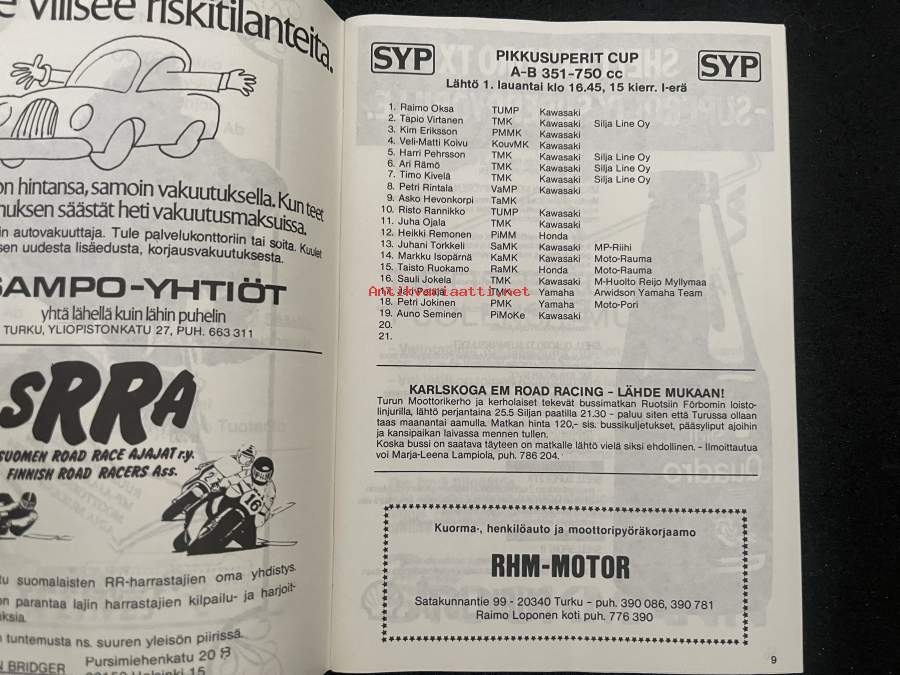 e vilsee riskitilanteita.
on hintansa, samoin vakuutuksella. Kun teet
nuksen säästät heti vakuutusmaksuissa.
in autovakuuttaja. Tule palvelukonttoriin tai soita. Kuulet
sen uudesta lisäedusta, korjausvakuutuksesta.
SAMPO-YHTIÖT
yhtä lähellä kuin lähin puhelin
TURKU, YLIOPISTONKATU 27, PUH. 663 311
SRRA
SUOMEN ROAD RACE AJAJAT r.y.
FINNISH ROAD RACERS Ass.
16
tu suomalaisten RR-harrastajien oma yhdistys.
on parantaa lajin harrastajien kilpailu- ja harjoit-
uksia.
n tuntemusta ns. suuren yleisön piirissä.
N BRIDGER Pursimiehenkatu 20 B
00150 Helsinki 15
SYP PIKKUSUPERIT CUP SYP
A-B 351-750 cc
Lähtö 1. lauantai klo 16.45, 15 kierr. I-erä
1. Raimo Oksa TUMP Kawasaki
2. Tapio Virtanen TMK Kawasaki Silja Line Oy
3. Kim Eriksson PMMK Kawasaki
4. Veli-Matti Koivu KouvMK Kawasaki
5. Harri Pehrsson TMK Kawasaki Silja Line Oy
6. Ari Rämö TMK Kawasaki Silja Line Oy
7. Timo Kivelä TMK Kawasaki Silja Line Oy
8. Petri Rintala VaMP Kawasaki
9. Asko Hevonkorpi TaMK
10. Risto Rannikko TUMP Kawasaki
11. Juha Ojala TMK Kawasaki
12. Heikki Remonen PiMM Honda
13. Juhani Torkkeli SaMK Kawasaki MP-Riihi
14. Markku Isopärnä KaMK Kawasaki Moto-Rauma
15. Taisto Ruokamo RaMK Honda Moto-Rauma
16. Sauli Jokela TMK Kawasaki M-Huolto Reijo Myllymaa
17. TMK Yamaha Arwidson Yamaha Team
Antikvariaattii.net
18. Petri Jokinen PMK Yamaha Moto-Pori
19. Auno Seminen PiMoKe Kawasaki
20.
21.
KARLSKOGA EM ROAD RACING - LÄHDE MUKAAN!
Turun Moottorikerho ja kerholaiset tekevät bussimatkan Ruotsiin Förbomin loisto-
linjurilla, lähtö perjantaina 25.5 Siljan paatilla 21.30 - paluu siten että Turussa ollaan
taas maanantai aamulla. Matkan hinta 120,- sis. bussikuljetukset, pääsyliput ajoihin
ja kansipaikan laivassa mennen tullen.
Koska bussi on saatava täyteen on matkalle lähtö vielä siksi ehdollinen. - Ilmoittautua
voi Marja-Leena Lampiola, puh. 786 204.
Kuorma-, henkilöauto ja moottoripyöräkorjaamo
RHM-MOTOR
Satakunnantie 99 - 20340 Turku - puh. 390 086, 390 781
Raimo Loponen koti puh. 776 390
9